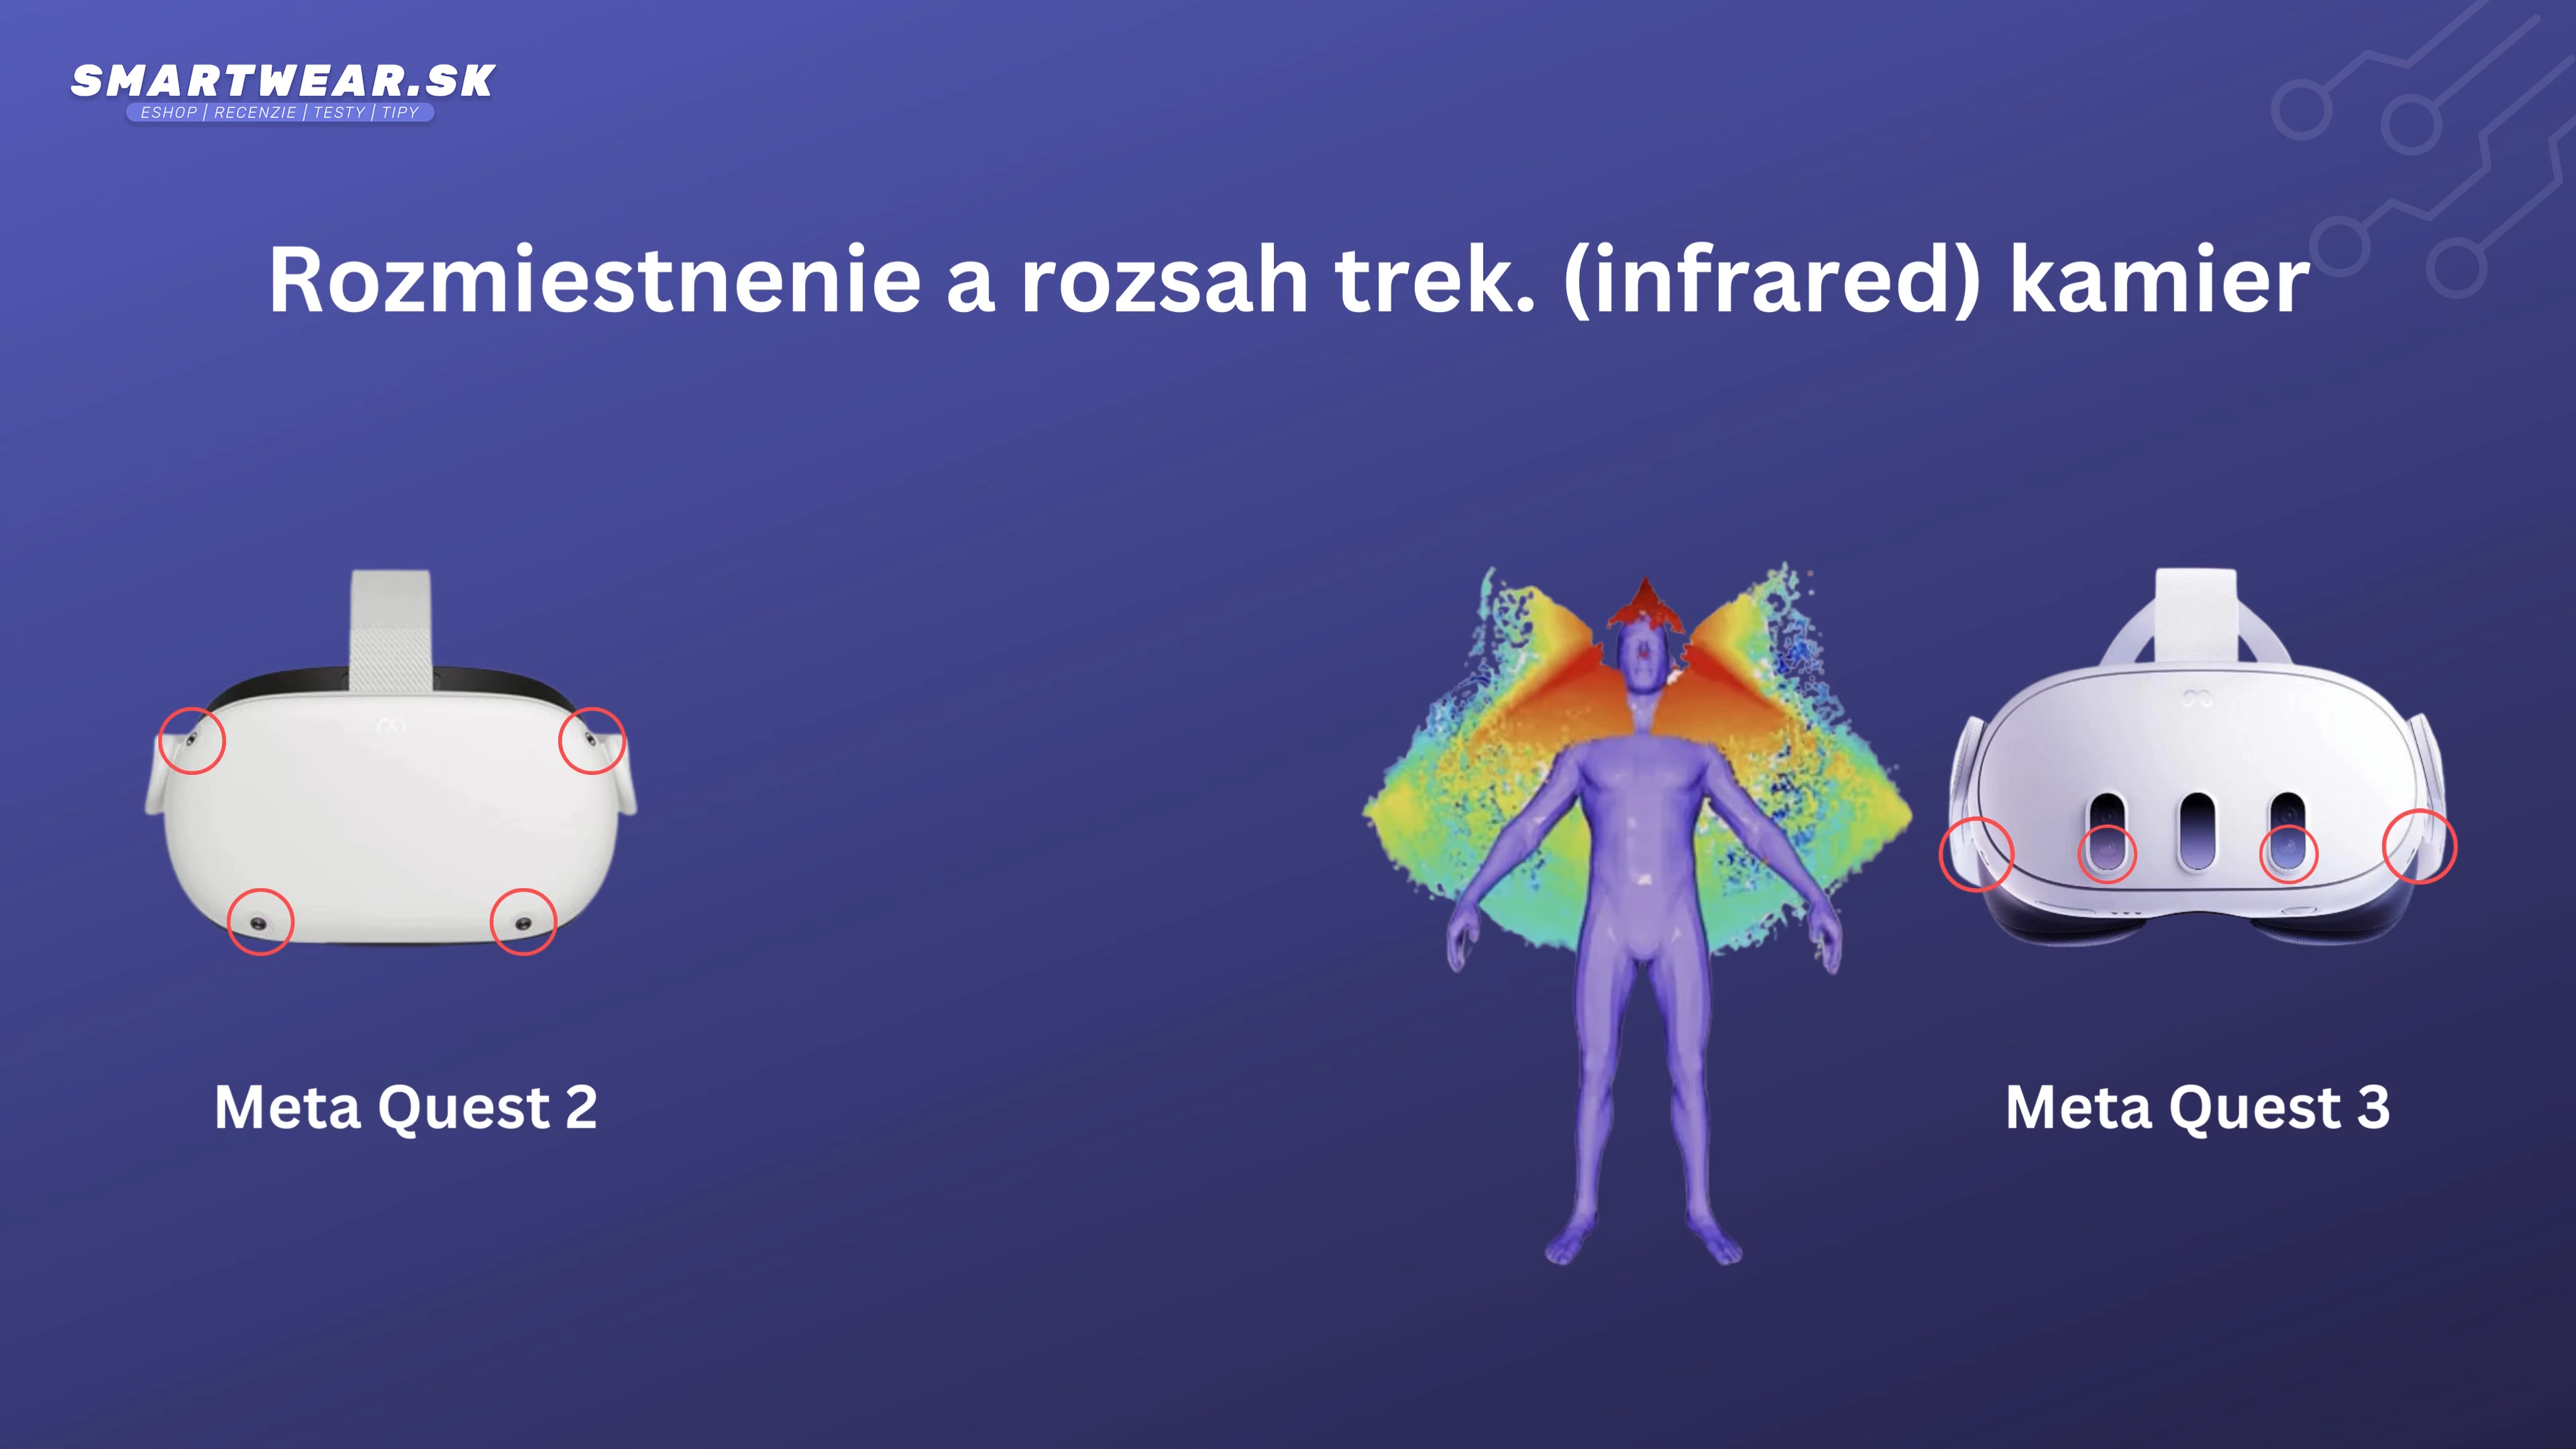 SMARTWEAR.SK
ESHOP | RECENZIE | TESTY | TIPY
Rozmiestnenie a rozsah trek. (infrared) kamier
Meta Quest 2
Meta Quest 3